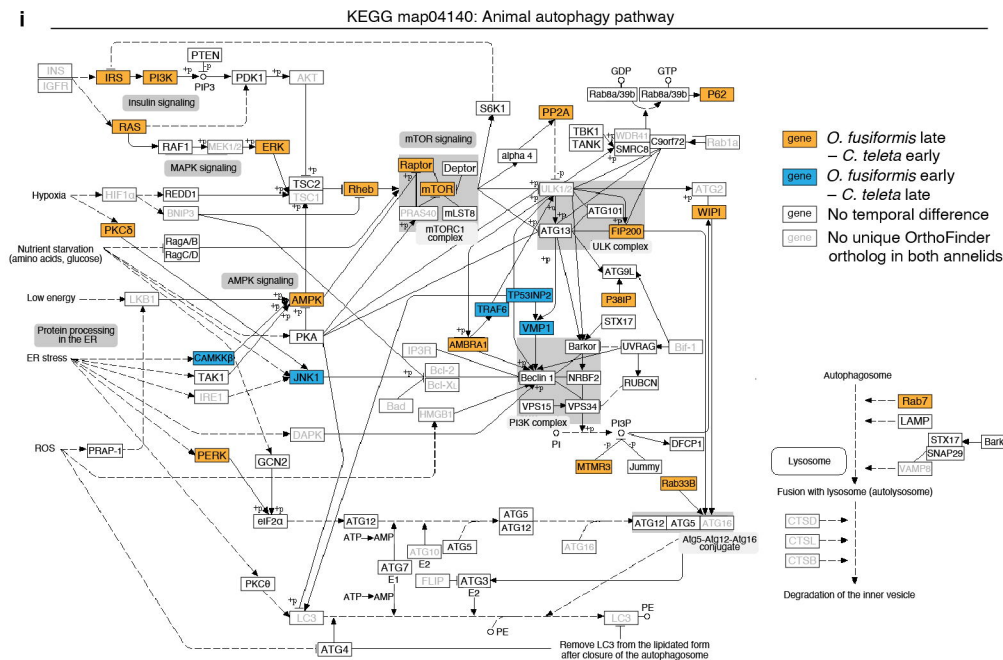 i
KEGG map04140: Animal autophagy pathway
INS
IGFR
IRS
PI3K
+p
PTEN
-p
PIP3
PDK1
+p
AKT
Insulin signaling
RAS
RAF1
+p
MEK1/2
+p
ERK
MAPK signaling
+p
+p
TSC2
TSC1
+p
Rheb
S6K1
mTOR signaling
Raptor
+p
Deptor
mTOR
PRAS40
+p
mLST8
mTORC1
complex
alpha 4
PP2A
-p
GDP
GTP
Rab8a/39b
Rab8a/39b
P62
TBK1
TANK
WDR41
SMRC8
C9orf72
Rab1a
+p
ULK1/2
+p
ATG101
ATG13
+p
FIP200
ULK complex
ATG2
WIPI
Hypoxia
HIF1α
REDD1
BNIP3
PKCδ
Nutrient starvation
(amino acids, glucose)
RagA/B
RagC/D
AMPK signaling
Low energy
LKB1
+p
+p
AMPK
+p
PKA
Protein processing
in the ER
ER stress
CAMKKβ
TAK1
IRE1
JNK1
DAPK
ROS
PRAP-1
PERK
GCN2
+p
+p
eIF2α
TP53INP2
TRAF6
VMP1
+p
AMBRA1
ATG9L
P38IP
STX17
Barkor
UVRAG
Bif-1
IP3R
Bcl-2
Bcl-XL
Bad
HMGB1
+p
Beclin 1
+p
NRBF2
RUBCN
VPS15
VPS34
PI3K complex
+p
PI
PI3P
DFCP1
-p
-p
MTMR3
Jummy
Rab33B
ATG12
ATP
AMP
ATG7
E1
ATP
AMP
ATG10
E2
ATG5
ATG5
ATG12
ATG16
ATG12
ATG5
ATG16
Atg5-Atg12-Atg16
conjugate
FLIP
ATG3
E2
PKCθ
+p
LC3
PE
LC3
PE
ATG4
Remove LC3 from the lipidated form
after closure of the autophagosome
gene
O. fusiformis late
– C. teleta early
gene
O. fusiformis early
– C. teleta late
gene
No temporal difference
gene
No unique OrthoFinder
ortholog in both annelids
Autophagosome
Rab7
LAMP
STX17
SNAP29
Bark
VAMP8
Lysosome
Fusion with lysosome (autolysosome)
CTSD
CTSL
CTSB
Degradation of the inner vesicle